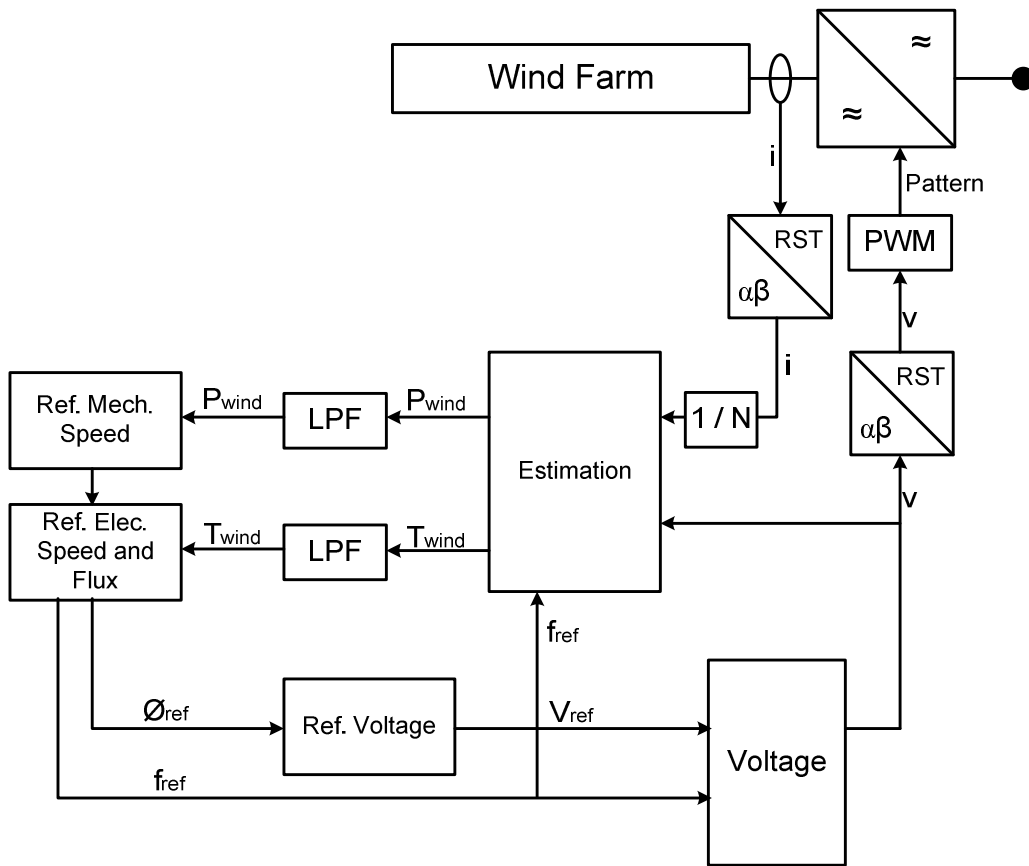 Wind Farm
≈
≈
i
Pattern
RST
αβ
PWM
v
i
RST
αβ
Ref. Mech.
Speed
Pwind
LPF
Pwind
Estimation
1 / N
v
Ref. Elec.
Speed and
Flux
Twind
LPF
Twind
fref
Øref
Ref. Voltage
Vref
Voltage
fref